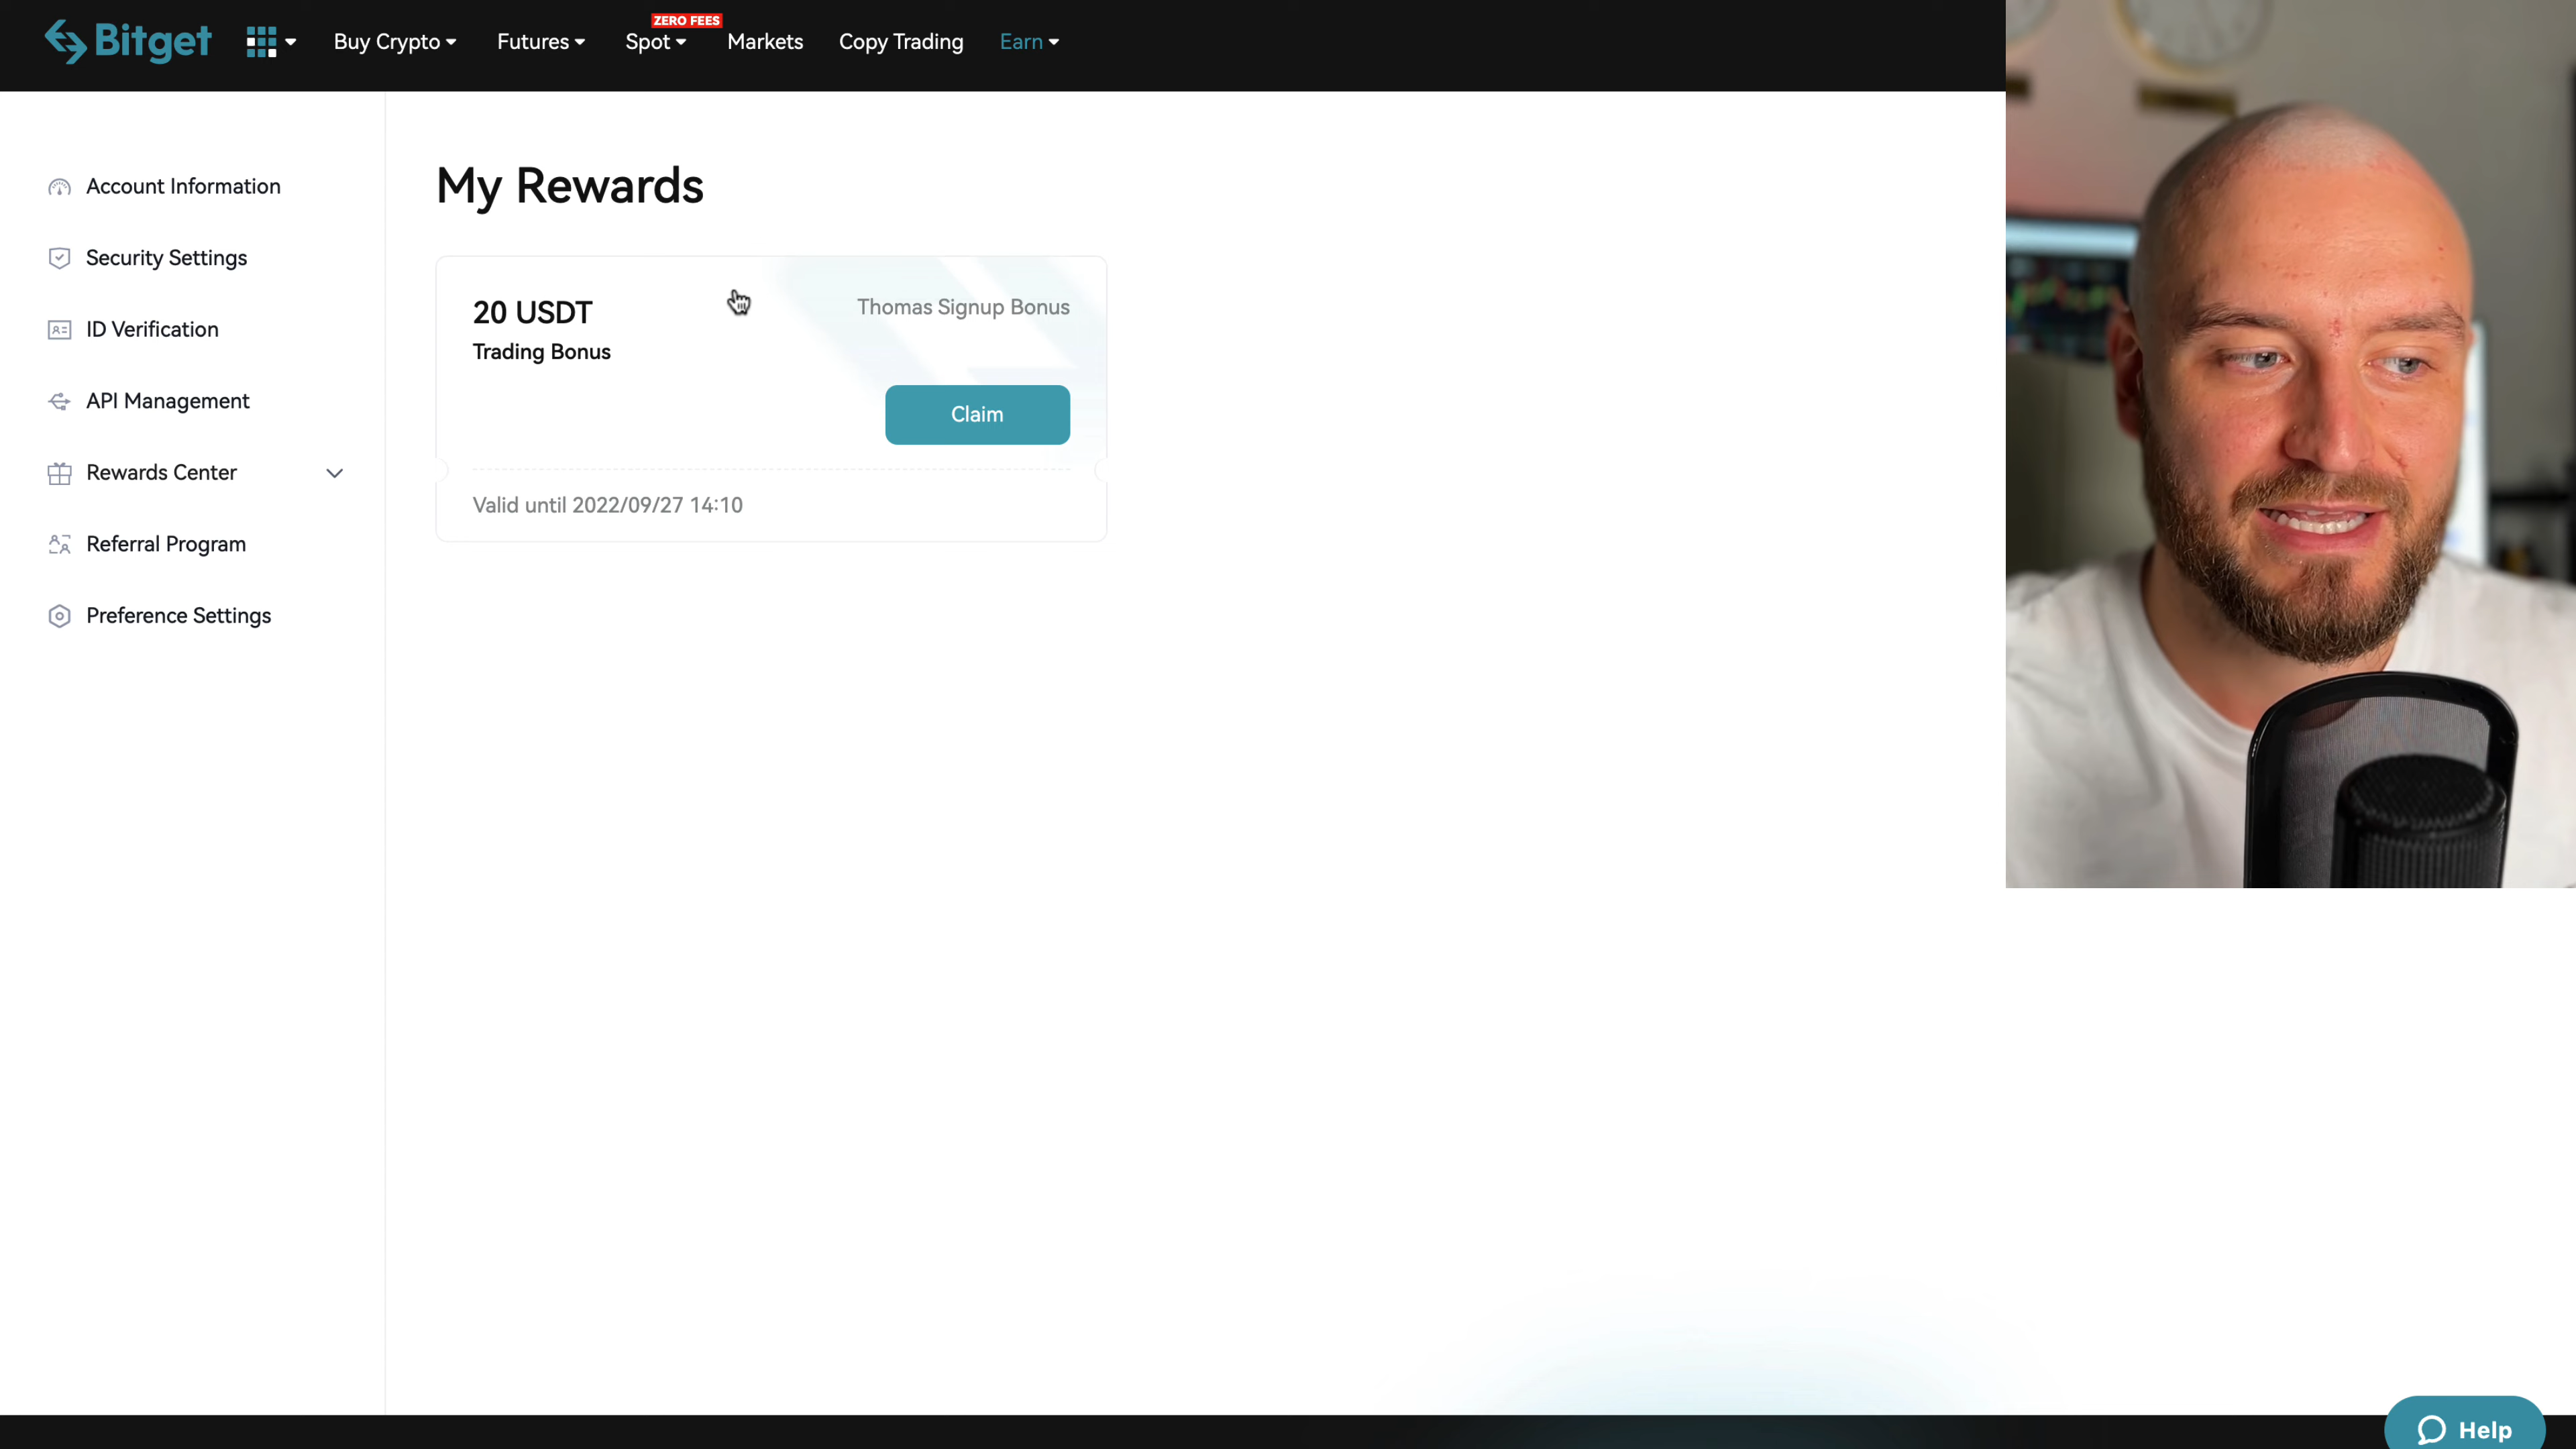 Bitget
Buy Crypto
Futures
ZERO FEES
Spot
Markets
Copy Trading
Earn
Account Information
Security Settings
ID Verification
API Management
Rewards Center
Referral Program
Preference Settings
My Rewards
20 USDT
Thomas Signup Bonus
Trading Bonus
Claim
Valid until 2022/09/27 14:10
Help